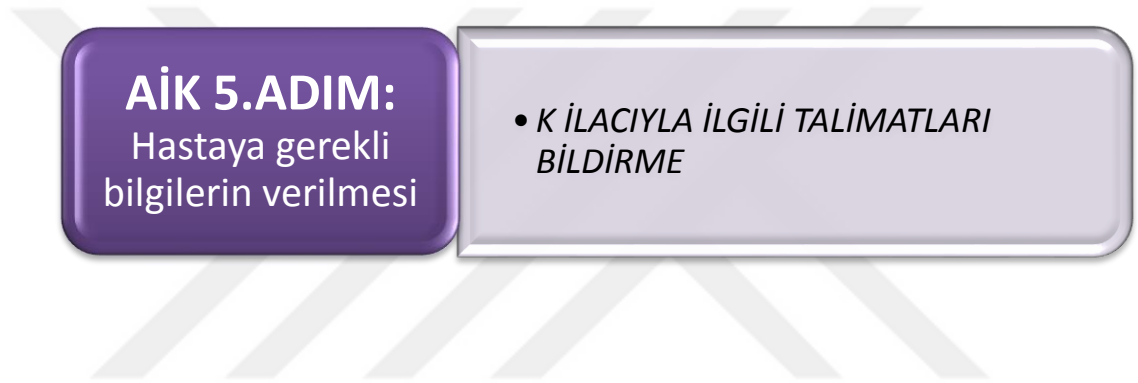 AİK 5.ADIM:
Hastaya gerekli
bilgilerin verilmesi
• K İLACIYLA İLGİLİ TALİMATLARI
BİLDİRME